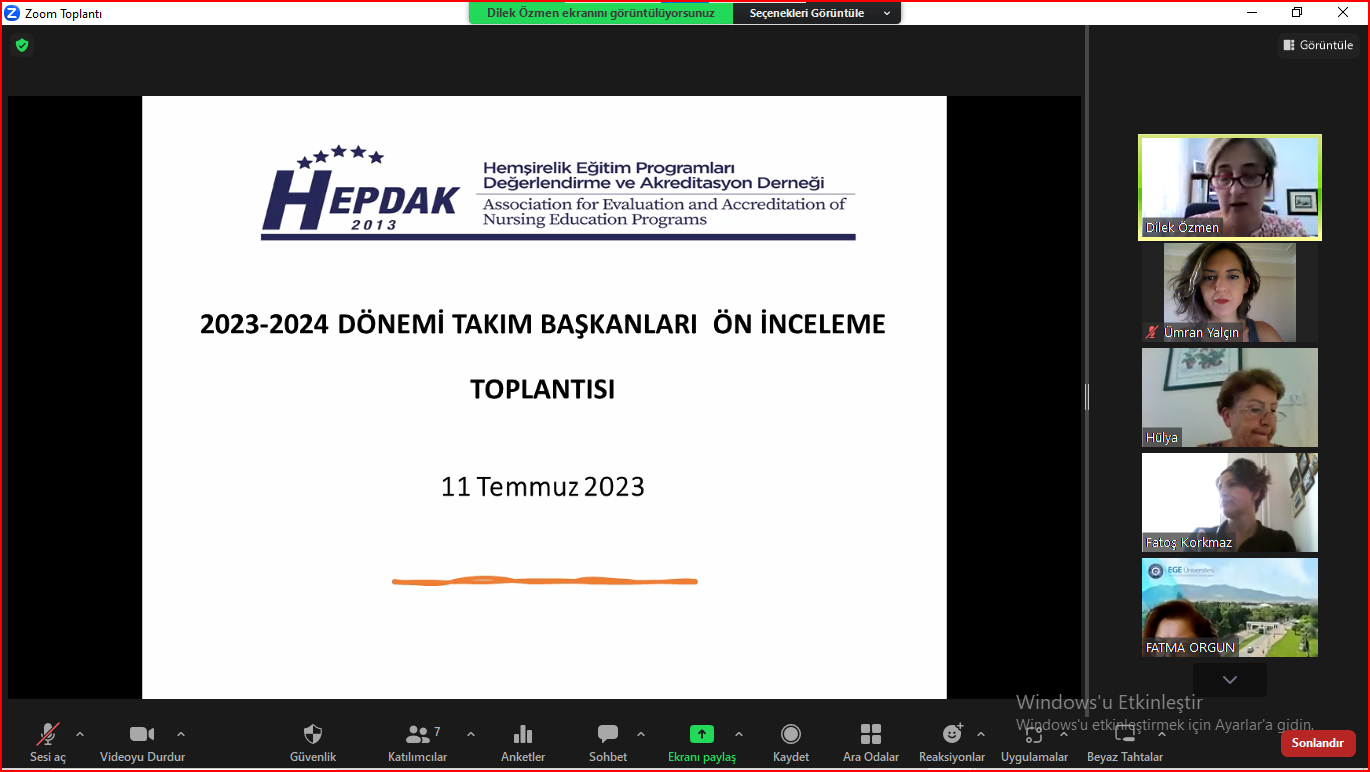 Zoom Toplantı
Dilek Özmen ekranını görüntülüyorsunuz
Seçenekleri Görüntüle
Görüntüle
HEPDAK
2013
Hemşirelik Eğitim Programları
Değerlendirme ve Akreditasyon Derneği
Association for Evaluation and Accreditation of
Nursing Education Programs
2023-2024 DÖNEMİ TAKIM BAŞKANLARI ÖN İNCELEME
TOPLANTISI
11 Temmuz 2023
Dilek Özmen
Ümran Yalçın
Hülya
Fatoş Korkmaz
EGE Üniversitesi
FATMA ORGUN
Windows'u Etkinleştir
Windows'u etkinleştirmek için Ayarlar'a gidin.
Sesi aç
Videoyu Durdur
Güvenlik
Katılımcılar
7
Anketler
Sohbet
Ekranı paylaş
Kaydet
Ara Odalar
Reaksiyonlar
Uygulamalar
Beyaz Tahtalar
Sonlandır